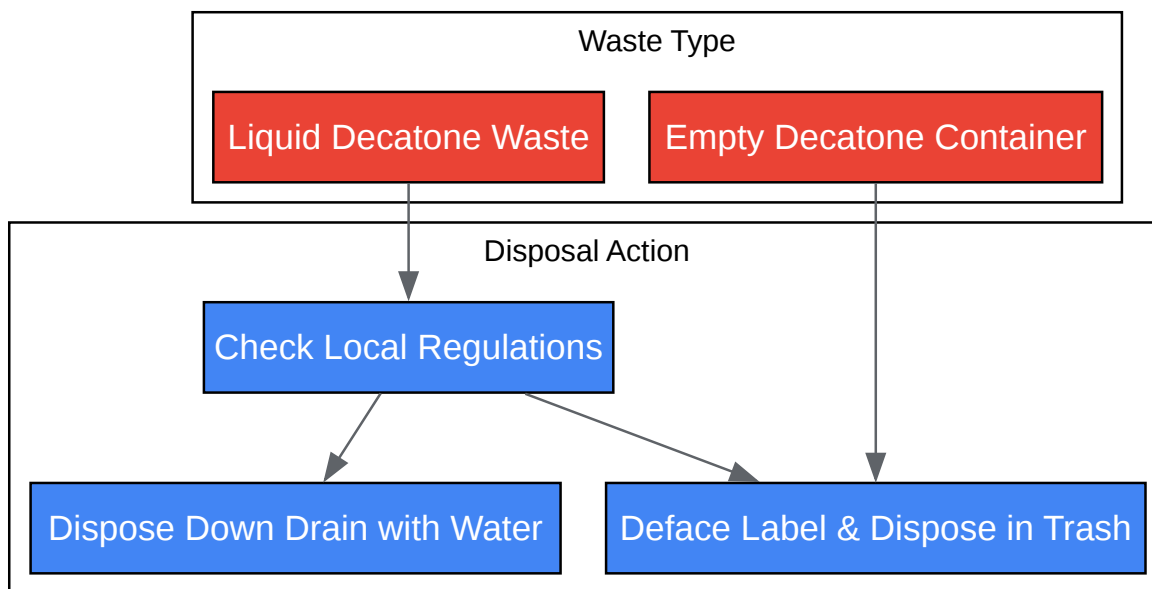 Waste Type
Liquid Decatone Waste
Empty Decatone Container
Disposal Action
Check Local Regulations
Dispose Down Drain with Water
Deface Label & Dispose in Trash